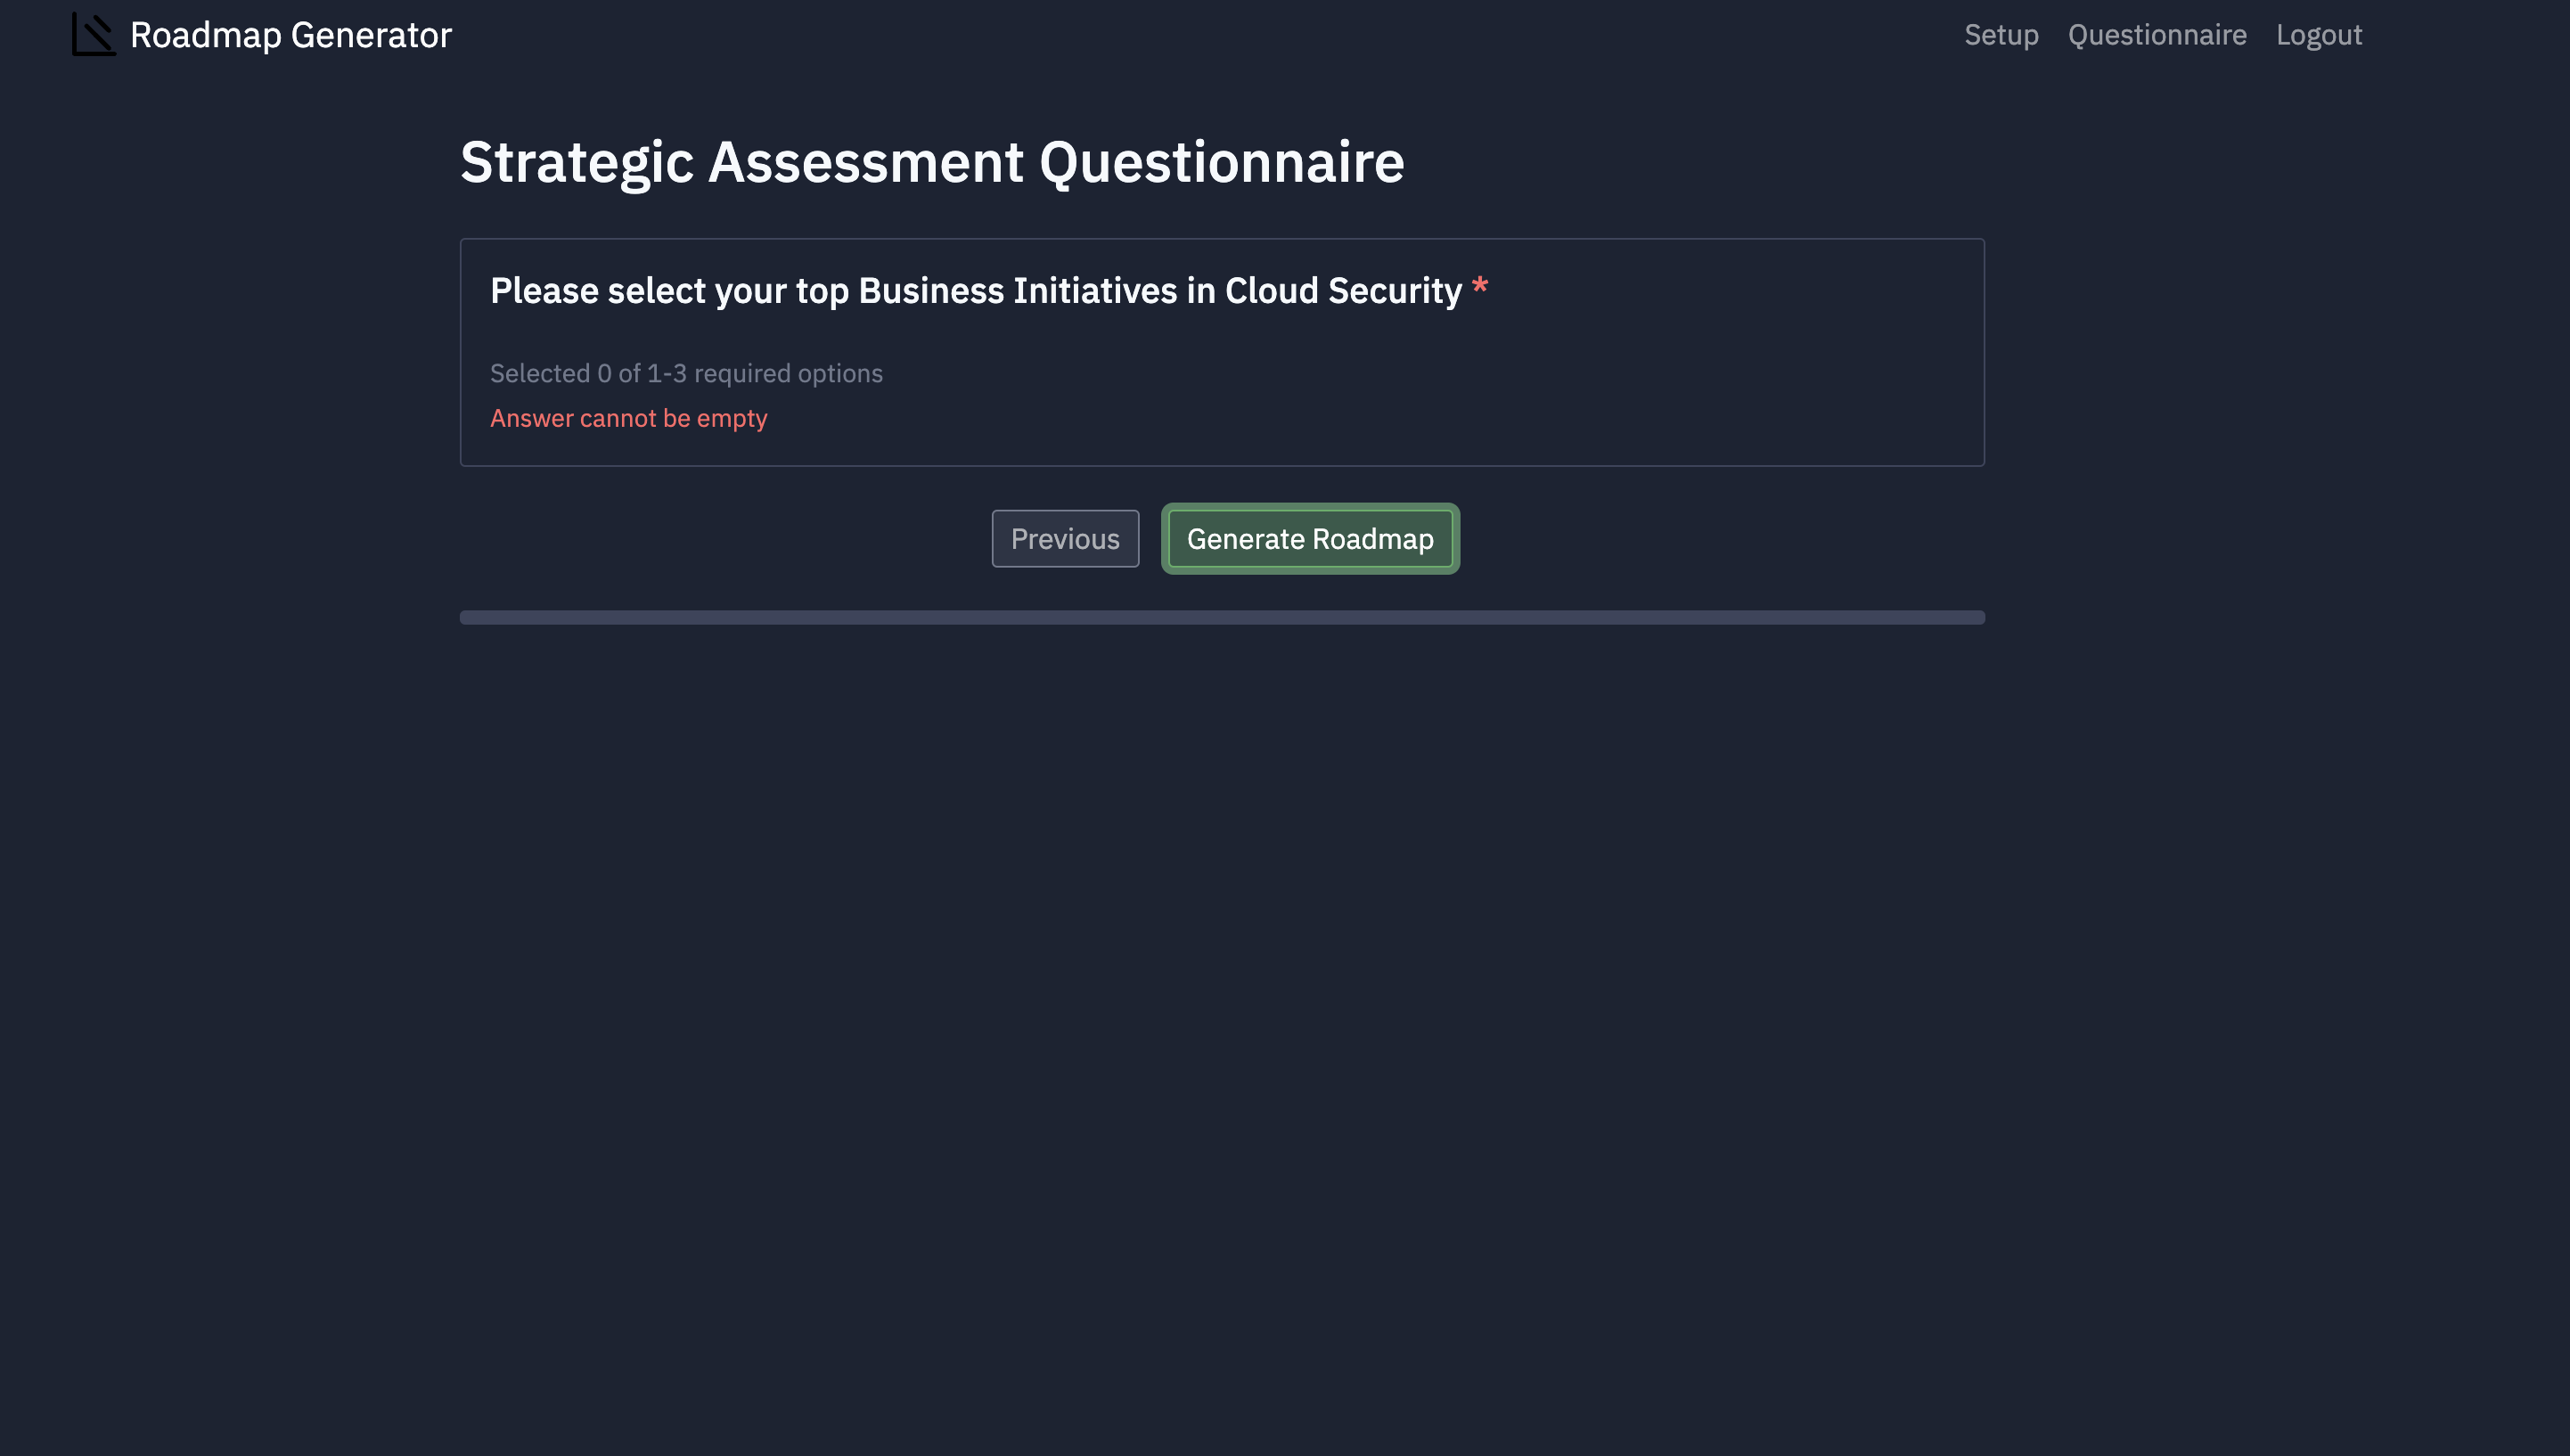 Roadmap Generator
Setup
Questionnaire
Logout
Strategic Assessment Questionnaire
Please select your top Business Initiatives in Cloud Security *
Selected 0 of 1-3 required options
Answer cannot be empty
Previous
Generate Roadmap